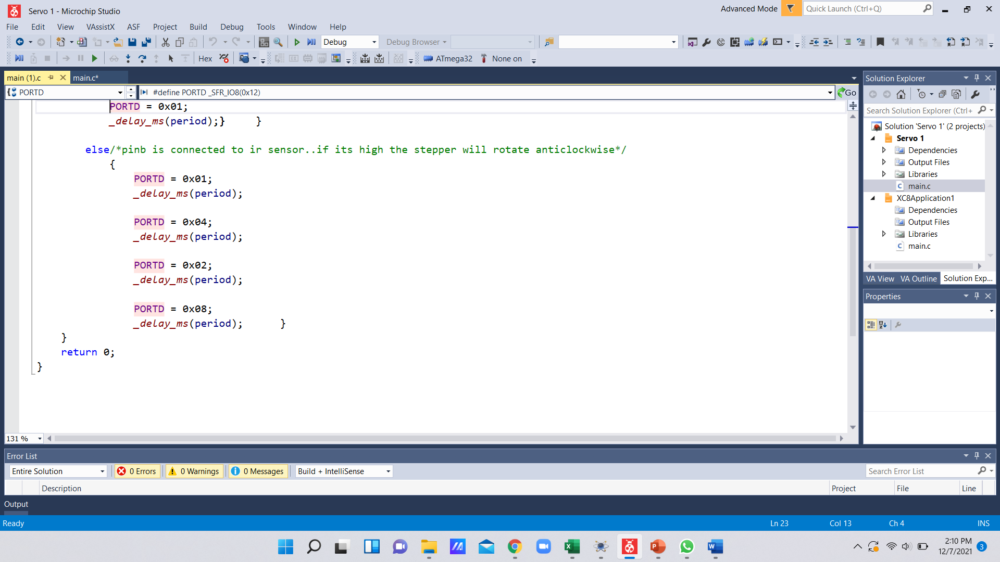 Servo 1 - Microchip Studio
Advanced Mode
Quick Launch (Ctrl+Q)
File Edit View VAssistX ASF Project Build Debug Tools Window Help
Debug
Debug Browser
Hex
ATmega32
None on
main (1).c
main.c*
PORTD
#define PORTD _SFR_IO8(0x12)
Go
PORTD = 0x01;
_delay_ms(period);} }
else/*pinb is connected to ir sensor..if its high the stepper will rotate anticlockwise*/
{
PORTD = 0x01;
_delay_ms(period);
PORTD = 0x04;
_delay_ms(period);
PORTD = 0x02;
_delay_ms(period);
PORTD = 0x08;
_delay_ms(period); }
}
return 0;
}
131 %
Solution Explorer
Search Solution Explorer (Ctrl+
Solution 'Servo 1' (2 projects)
Servo 1
Dependencies
Output Files
Libraries
main.c
XC8Application1
Dependencies
Output Files
Libraries
main.c
VA View VA Outline Solution Exp...
Properties
Error List
Entire Solution
0 Errors
0 Warnings
0 Messages
Build + IntelliSense
Search Error List
Description Project File Line
Output
Ready
Ln 23 Col 13 Ch 4 INS
2:10 PM
12/7/2021
3